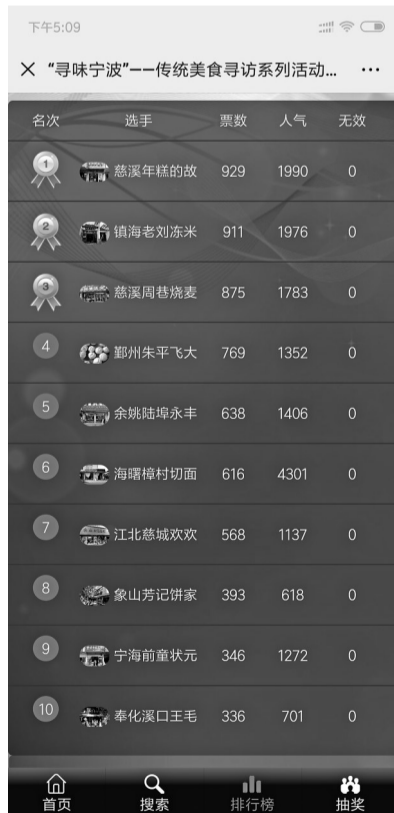 下午5:09
“寻味宁波”——传统美食寻访系列活动...
名次 选手 票数 人气 无效
1 慈溪年糕的故 929 1990 0
2 镇海老刘冻米 911 1976 0
3 慈溪周巷烧麦 875 1783 0
4 鄞州朱平飞大 769 1352 0
5 余姚陆埠永丰 638 1406 0
6 海曙樟村切面 616 4301 0
7 江北慈城欢欢 568 1137 0
8 象山芳记饼家 393 618 0
9 宁海前童状元 346 1272 0
10 奉化溪口王毛 336 701 0
首页 搜索 排行榜 抽奖